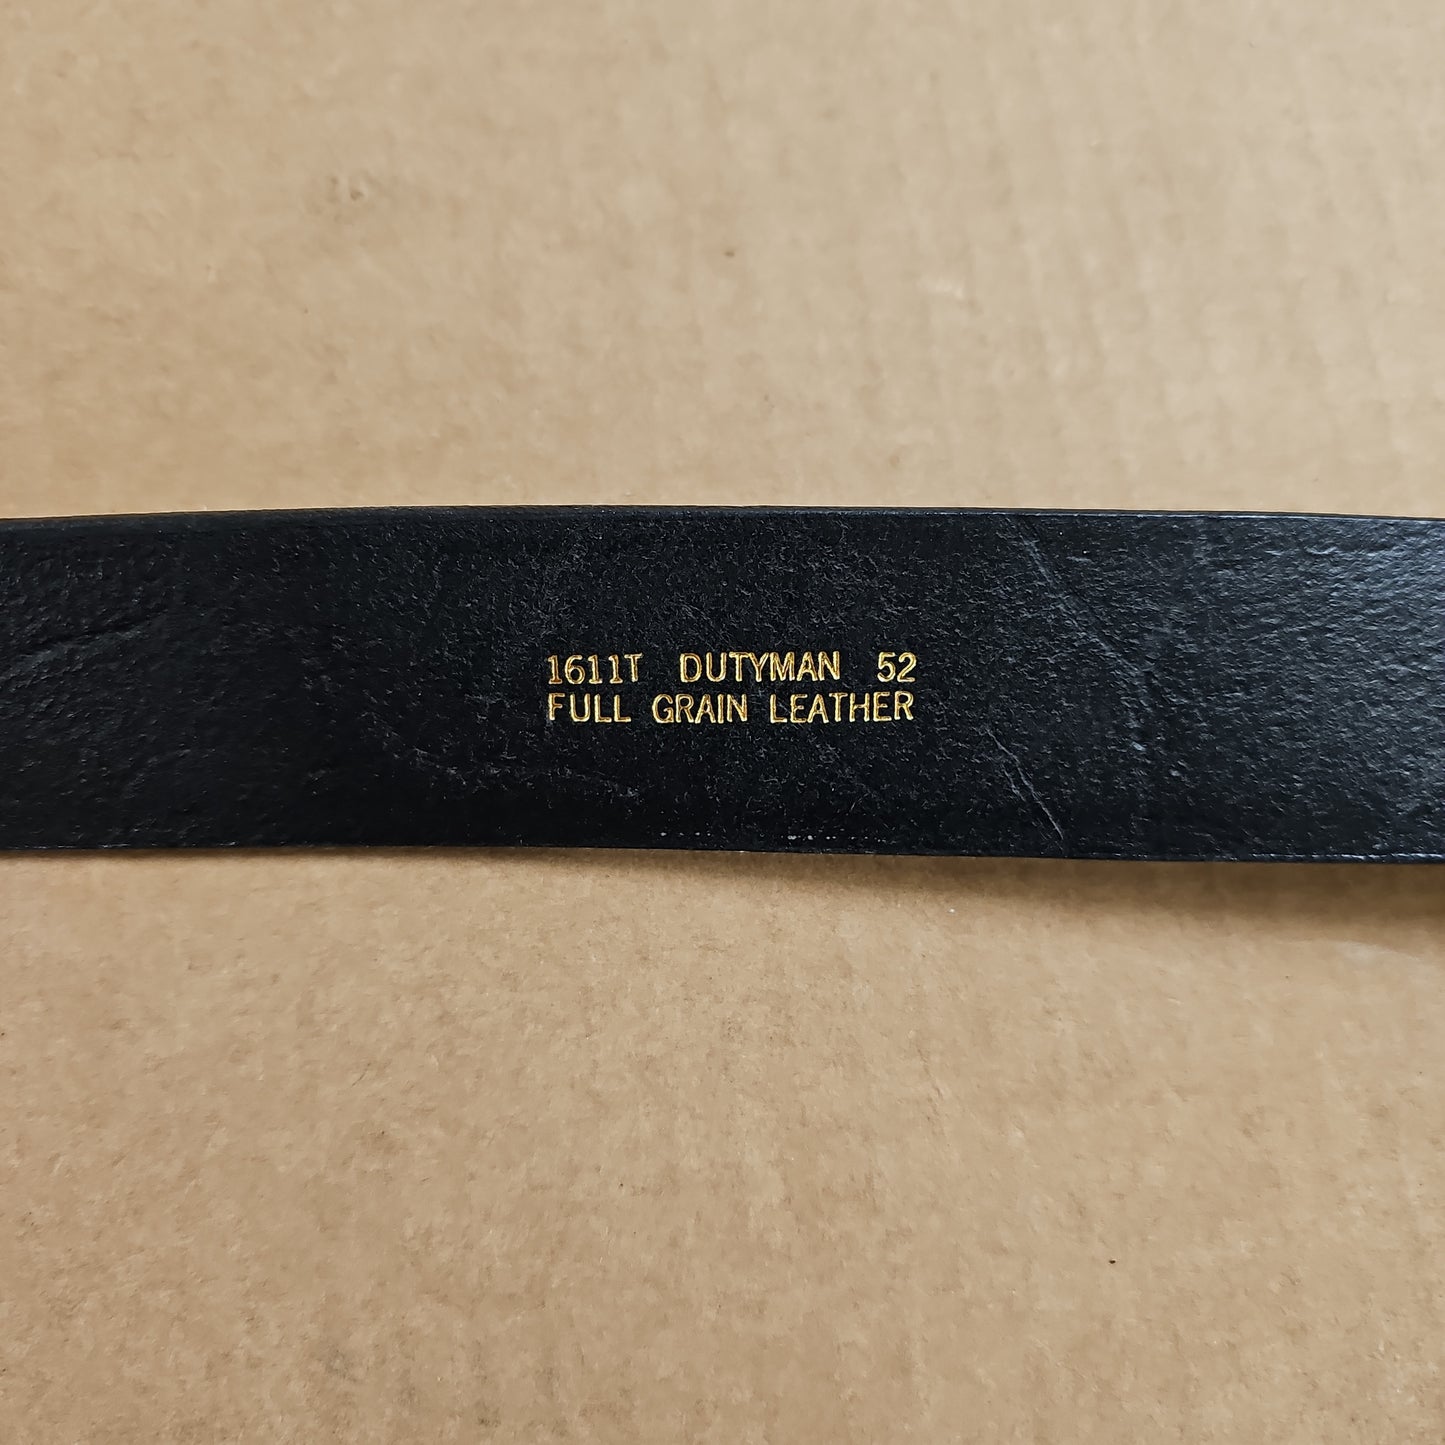 1611T DUTYMAN 52
FULL GRAIN LEATHER